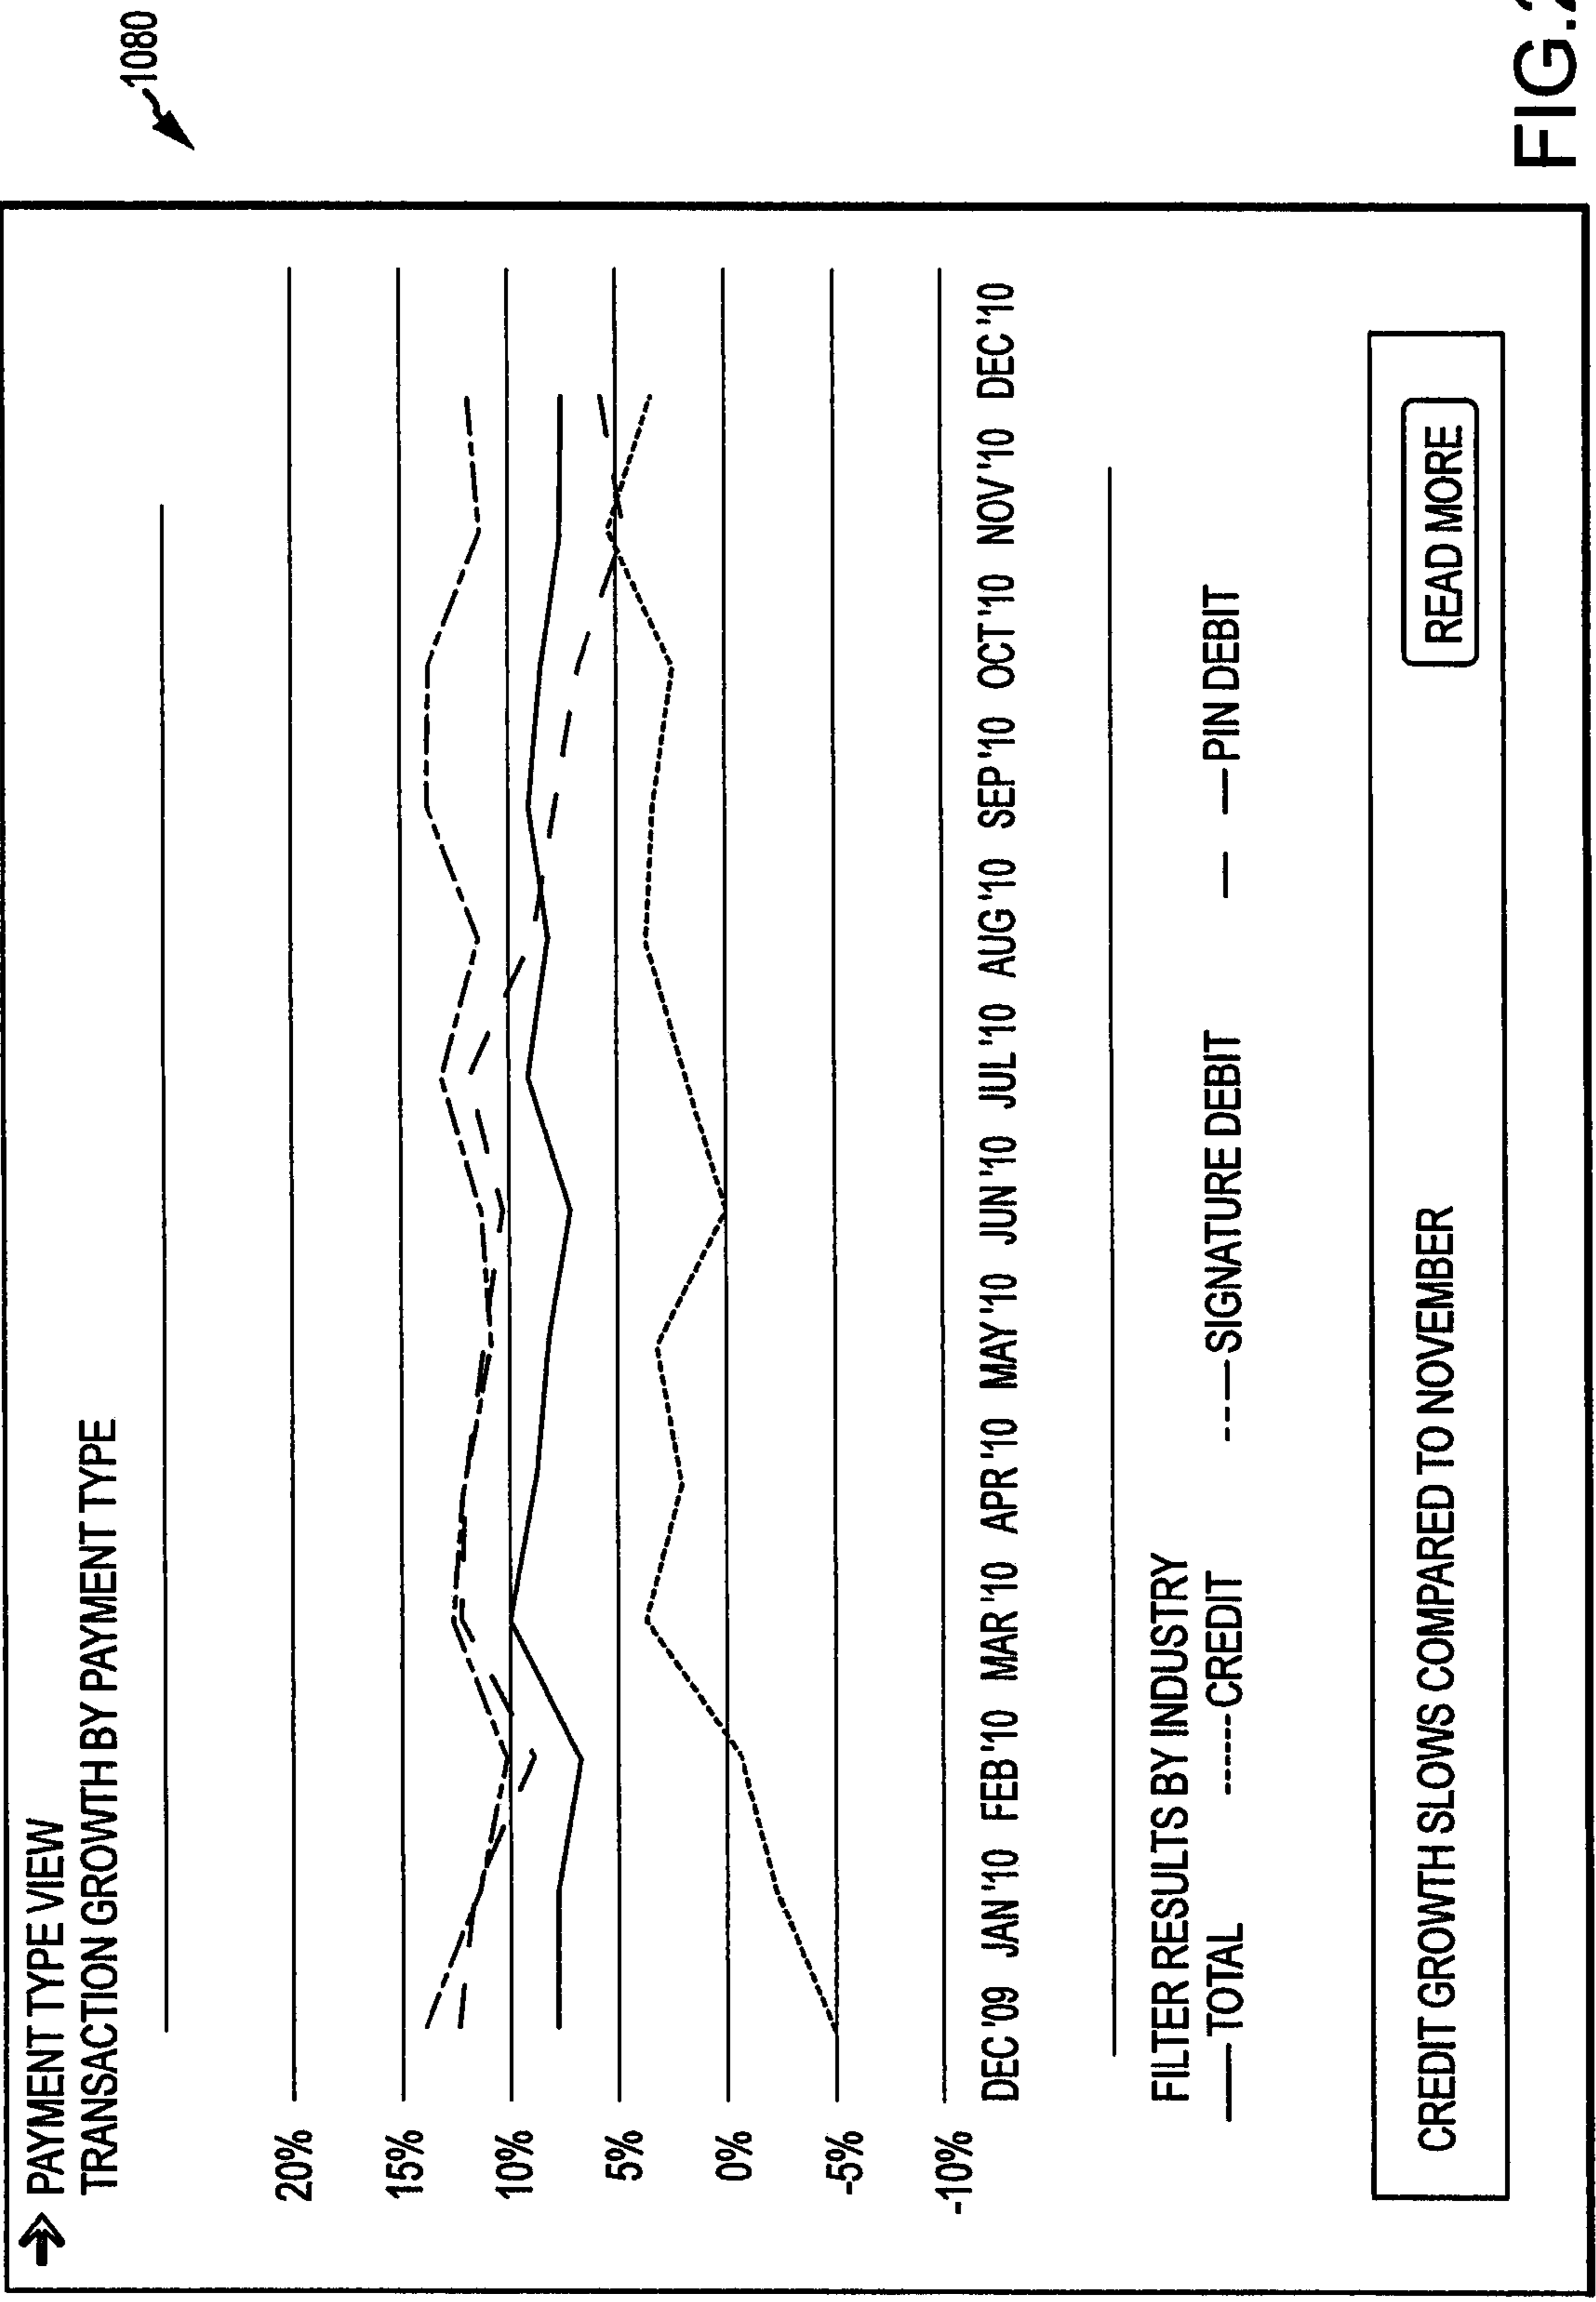 PAYMENT TYPE VIEW
TRANSACTION GROWTH BY PAYMENT TYPE
1080
20%
15%
10%
5%
0%
-5%
-10%
DEC '09 JAN '10 FEB '10 MAR '10 APR '10 MAY '10 JUN '10 JUL '10 AUG '10 SEP '10 OCT '10 NOV '10 DEC '10
FILTER RESULTS BY INDUSTRY
TOTAL CREDIT SIGNATURE DEBIT PIN DEBIT
CREDIT GROWTH SLOWS COMPARED TO NOVEMBER READ MORE
FIG.